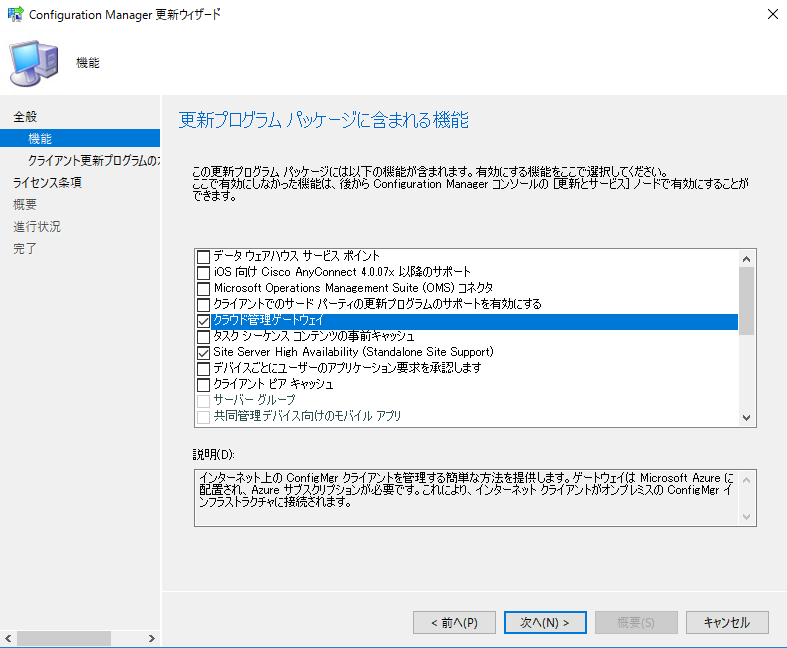 Configuration Manager 更新ウィザード
機能
全般
機能
クライアント更新プログラムの
ライセンス条項
概要
進行状況
完了
更新プログラム パッケージに含まれる機能
この更新プログラム パッケージには以下の機能が含まれます。有効にする機能をここで選択してください。
ここで有効にしなかった機能は、後から Configuration Manager コンソールの [更新とサービス] ノードで有効にすることが
できます。
データ ウェアハウス サービス ポイント
iOS 向け Cisco AnyConnect 4.0.07x 以降のサポート
Microsoft Operations Management Suite (OMS) コネクタ
クライアントでのサード パーティの更新プログラムのサポートを有効にする
クラウド管理ゲートウェイ
タスク シーケンス コンテンツの事前キャッシュ
Site Server High Availability (Standalone Site Support)
デバイスごとにユーザーのアプリケーション要求を承認します
クライアント ピア キャッシュ
サーバー グループ
共同管理デバイス向けのモバイル アプリ
説明(D):
インターネット上の ConfigMgr クライアントを管理する簡単な方法を提供します。ゲートウェイは Microsoft Azure に
配置され、Azure サブスクリプションが必要です。これにより、インターネット クライアントがオンプレミスの ConfigMgr イ
ンフラストラクチャに接続されます。
< 前へ(P)
次へ(N) >
概要(S)
キャンセル